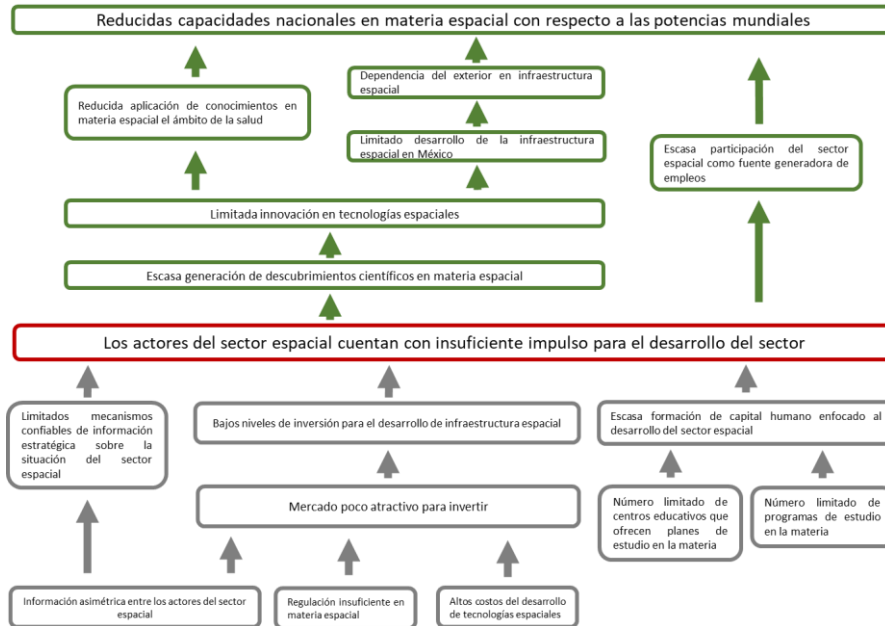 Reducidas capacidades nacionales en materia espacial con respecto a las potencias mundiales
Dependencia del exterior en infraestructura
espacial
Reducida aplicación de conocimientos en
materia espacial el ámbito de la salud
Limitado desarrollo de la infraestructura
espacial en México
Escasa participación del sector
espacial como fuente generadora de
empleos
Limitada innovación en tecnologías espaciales
Escasa generación de descubrimientos científicos en materia espacial
Los actores del sector espacial cuentan con insuficiente impulso para el desarrollo del sector
Limitados mecanismos
confiables de información
estratégica sobre la
situación del sector
espacial
Bajos niveles de inversión para el desarrollo de infraestructura espacial
Escasa formación de capital humano enfocado al
desarrollo del sector espacial
Mercado poco atractivo para invertir
Número limitado de
centros educativos que
ofrecen planes de
estudio en la materia
Número limitado de
programas de estudio
en la materia
Información asimétrica entre los actores del sector
espacial
Regulación insuficiente en
materia espacial
Altos costos del desarrollo
de tecnologías espaciales